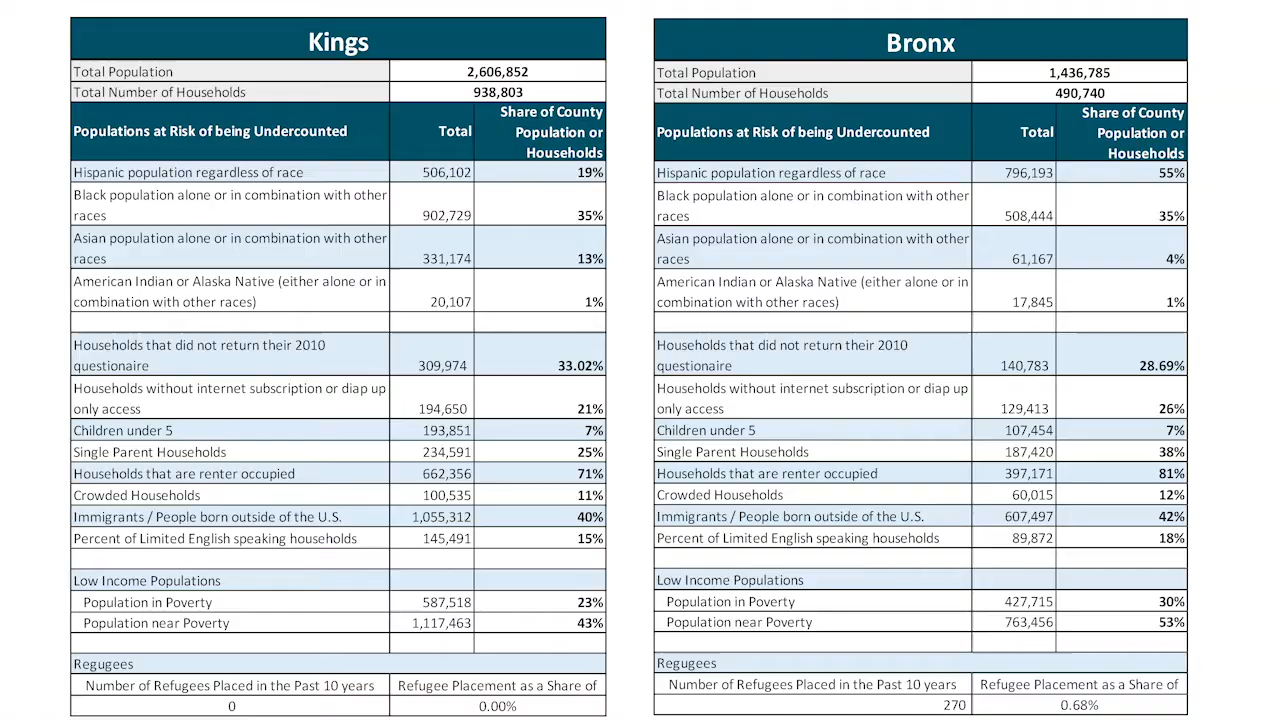 Kings
Total Population 2,606,852
Total Number of Households 938,803
Populations at Risk of being Undercounted Total Share of County Population or Households
Hispanic population regardless of race 506,102 19%
Black population alone or in combination with other
races 902,729 35%
Asian population alone or in combination with other
races 331,174 13%
American Indian or Alaska Native (either alone or in
combination with other races) 20,107 1%
Households that did not return their 2010
questionaire 309,974 33.02%
Households without internet subscription or diap up
only access 194,650 21%
Children under 5 193,851 7%
Single Parent Households 234,591 25%
Households that are renter occupied 662,356 71%
Crowded Households 100,535 11%
Immigrants / People born outside of the U.S. 1,055,312 40%
Percent of Limited English speaking households 145,491 15%
Low Income Populations
Population in Poverty 587,518 23%
Population near Poverty 1,117,463 43%
Regugees
Number of Refugees Placed in the Past 10 years Refugee Placement as a Share of
0 0.00%
Bronx
Total Population 1,436,785
Total Number of Households 490,740
Populations at Risk of being Undercounted Total Share of County Population or Households
Hispanic population regardless of race 796,193 55%
Black population alone or in combination with other
races 508,444 35%
Asian population alone or in combination with other
races 61,167 4%
American Indian or Alaska Native (either alone or in
combination with other races) 17,845 1%
Households that did not return their 2010
questionaire 140,783 28.69%
Households without internet subscription or diap up
only access 129,413 26%
Children under 5 107,454 7%
Single Parent Households 187,420 38%
Households that are renter occupied 397,171 81%
Crowded Households 60,015 12%
Immigrants / People born outside of the U.S. 607,497 42%
Percent of Limited English speaking households 89,872 18%
Low Income Populations
Population in Poverty 427,715 30%
Population near Poverty 763,456 53%
Regugees
Number of Refugees Placed in the Past 10 years Refugee Placement as a Share of
270 0.68%